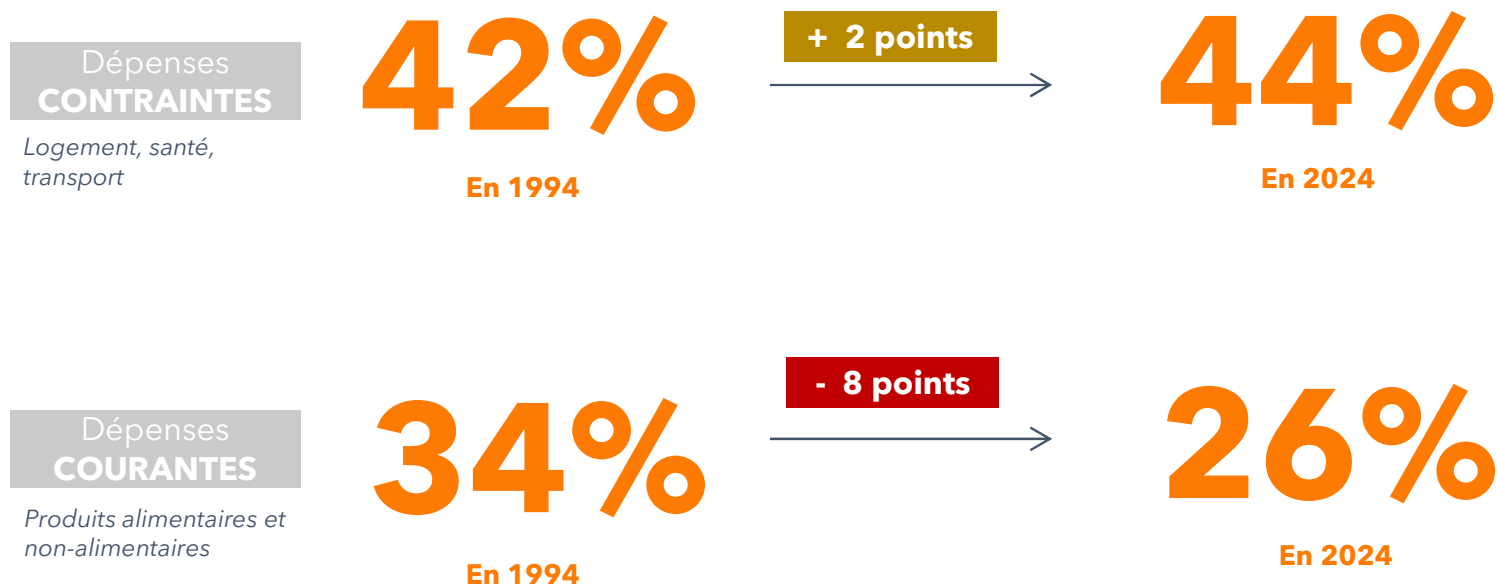 Dépenses
CONTRAINTES
Logement, santé,
transport
42%
En 1994
+ 2 points
44%
En 2024
Dépenses
COURANTES
Produits alimentaires et
non-alimentaires
34%
En 1994
- 8 points
26%
En 2024